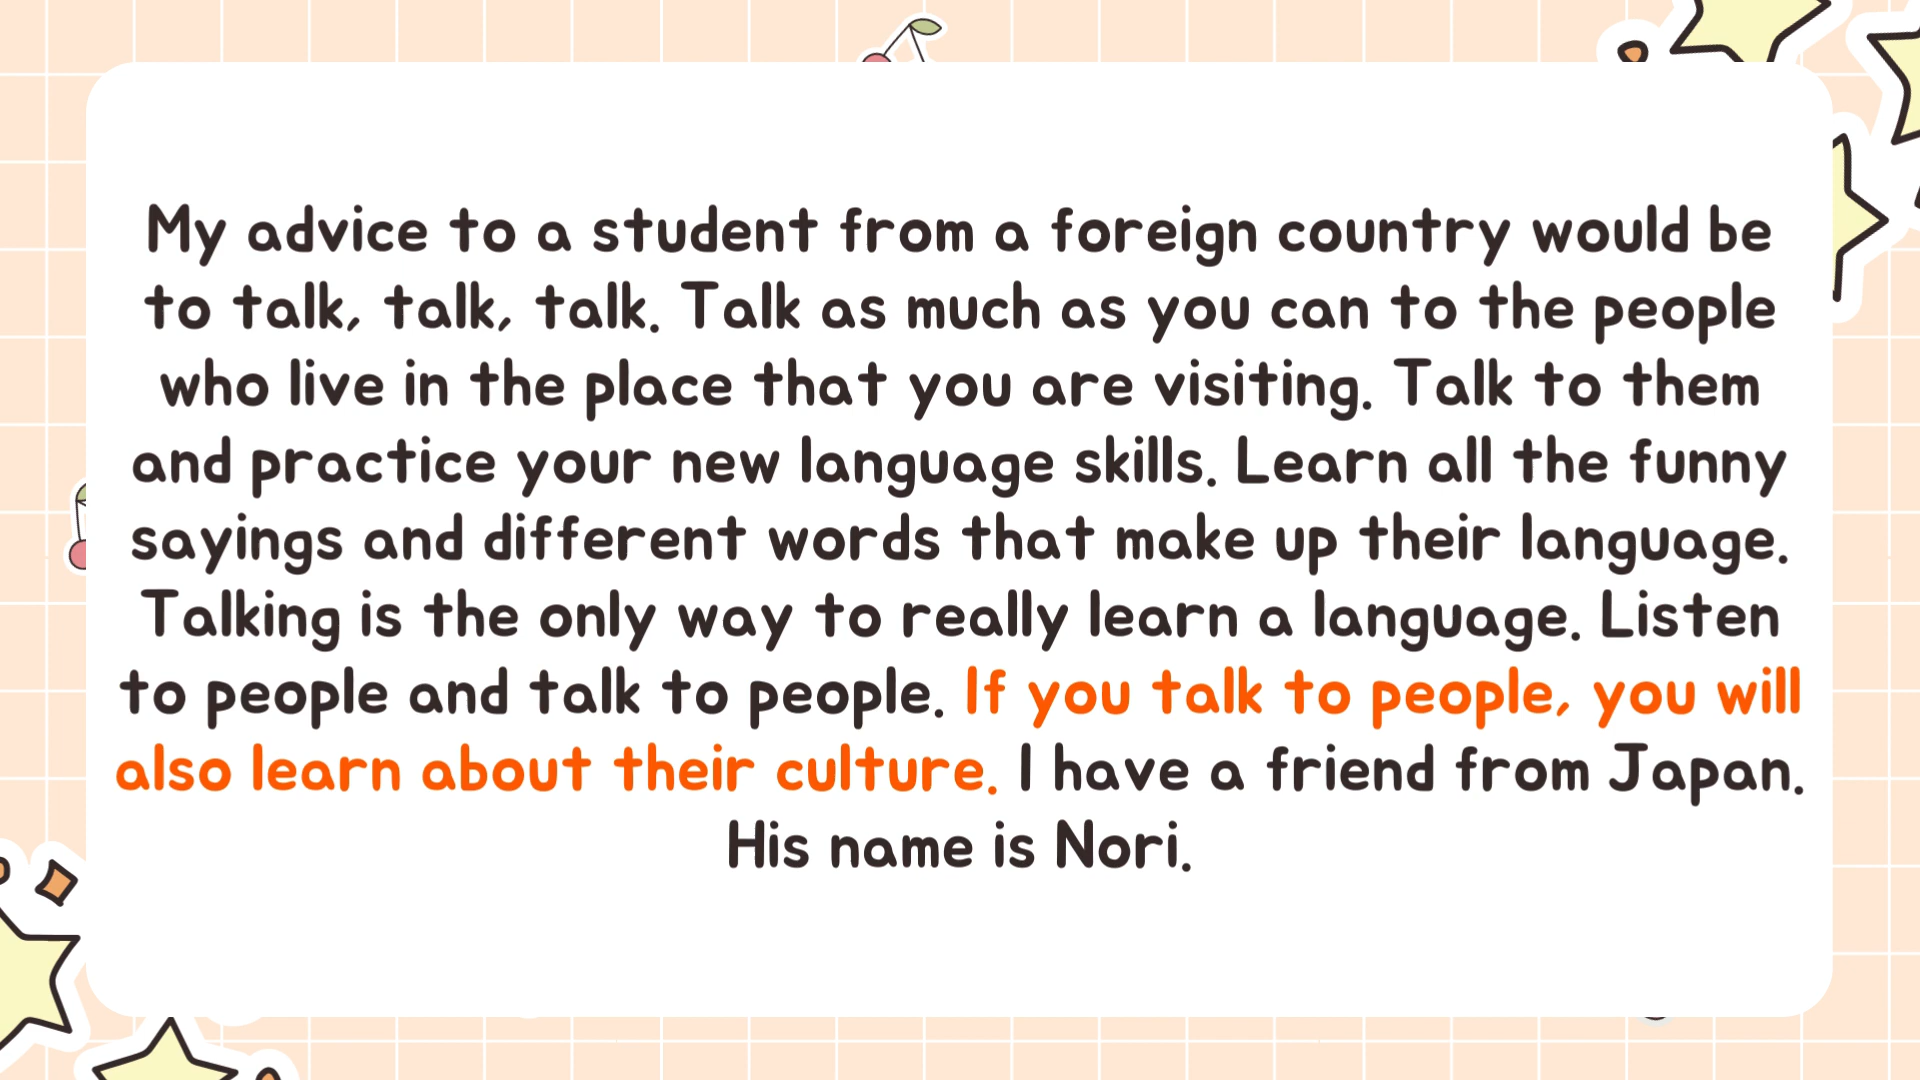 My advice to a student from a foreign country would be
to talk, talk, talk. Talk as much as you can to the people
who live in the place that you are visiting. Talk to them
and practice your new language skills. Learn all the funny
sayings and different words that make up their language.
Talking is the only way to really learn a language. Listen
to people and talk to people. If you talk to people, you will
also learn about their culture. I have a friend from Japan.
His name is Nori.